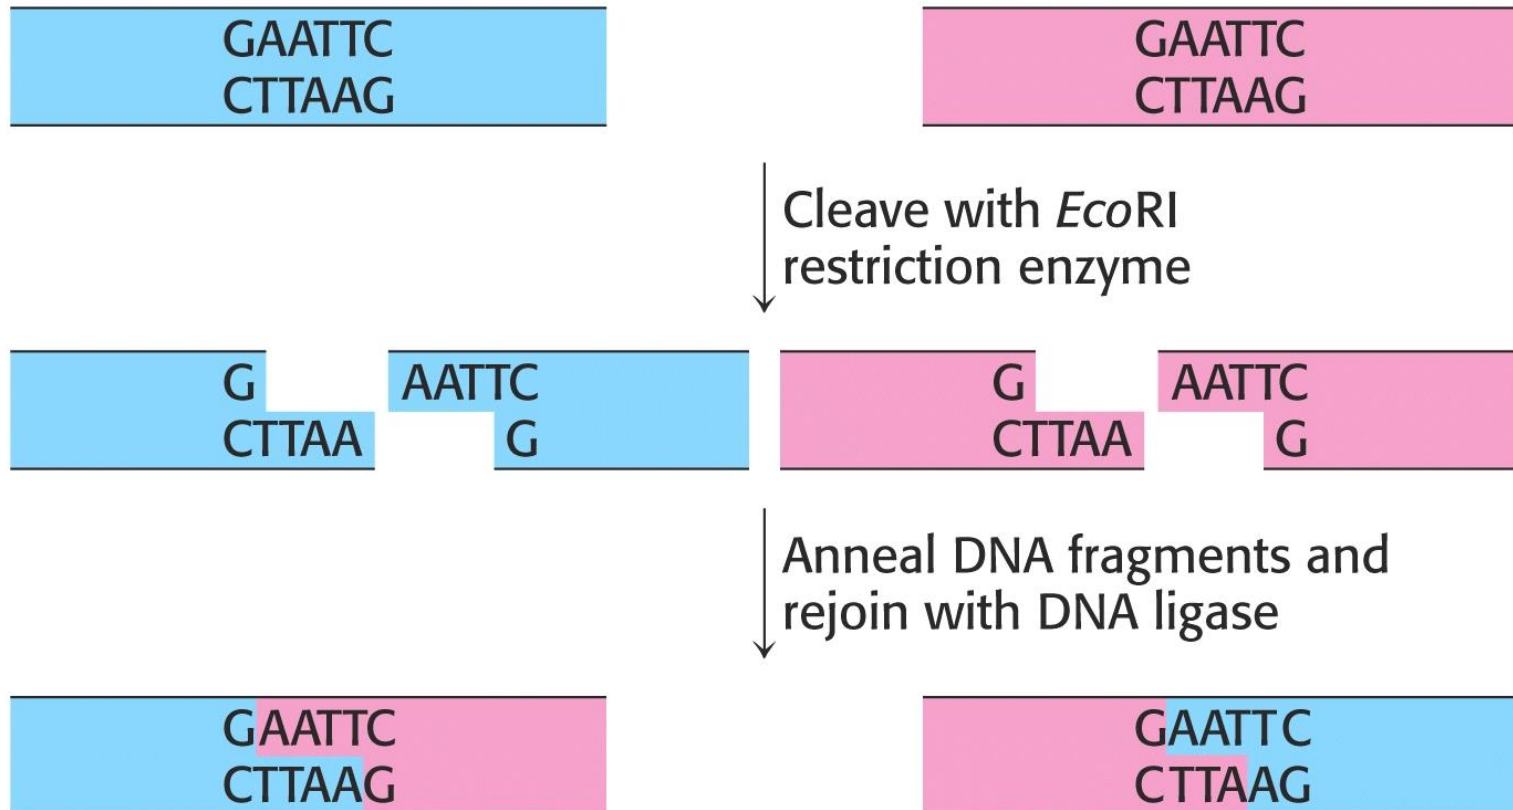 GAATTC
CTTAAG
GAATTC
CTTAAG
Cleave with EcoRI
restriction enzyme
G AATTC
CTTAA G
G AATTC
CTTAA G
Anneal DNA fragments and
rejoin with DNA ligase
GAATTC
CTTAAG
GAATTC
CTTAAG